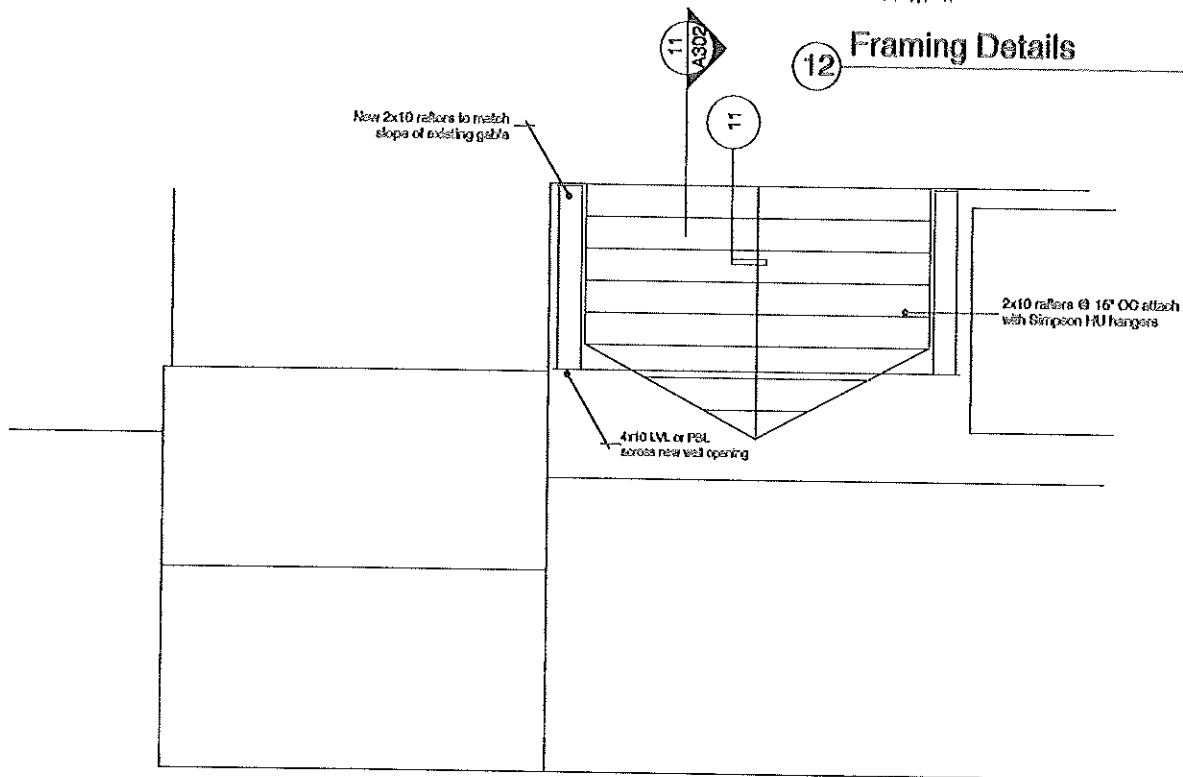 12 Framing Details
11
A302
11
New 2x10 rafters to match
slope of existing gable
2x10 rafters @ 16" OC attach
with Simpson HU hangers
4x10 LVL or PSL
across new wall opening